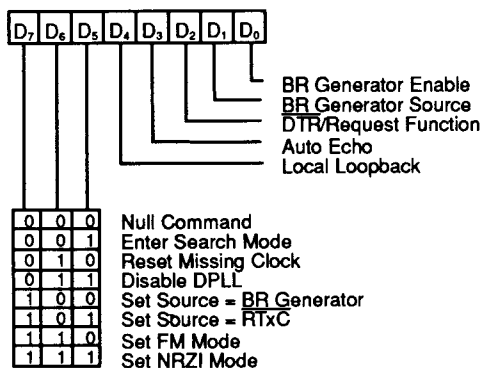 D7 D6 D5 D4 D3 D2 D1 D0
BR Generator Enable
BR Generator Source
DTR/Request Function
Auto Echo
Local Loopback
0 0 0 Null Command
0 0 1 Enter Search Mode
0 1 0 Reset Missing Clock
0 1 1 Disable DPLL
1 0 0 Set Source = BR Generator
1 0 1 Set Source = RTxC
1 1 0 Set FM Mode
1 1 1 Set NRZI Mode